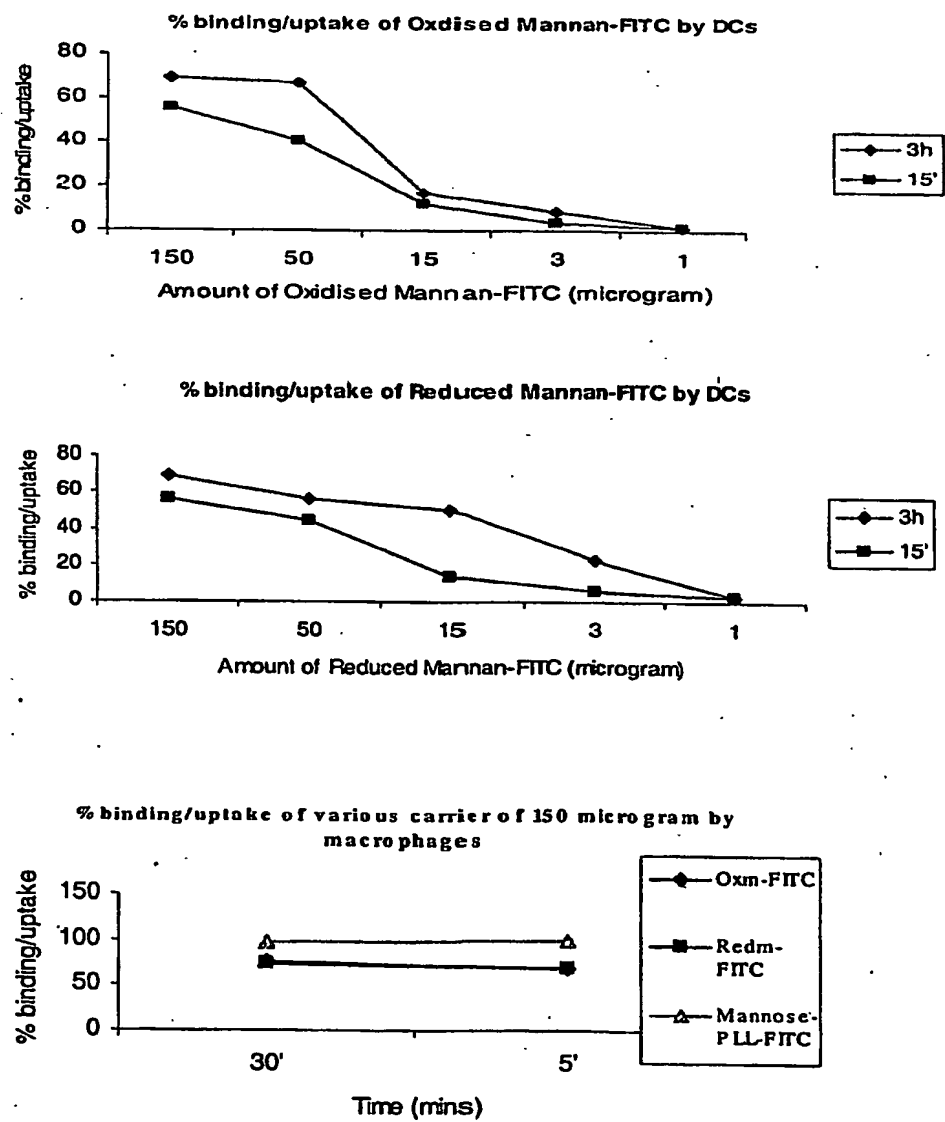 % binding/uptake of Oxdised Mannan-FITC by DCs
80
60
40
20
0
% binding/uptake
150 50 15 3 1
Amount of Oxidised Mannan-FITC (microgram)
3h
15'
% binding/uptake of Reduced Mannan-FITC by DCs
80
60
40
20
0
% binding/uptake
150 50 15 3 1
Amount of Reduced Mannan-FITC (microgram)
3h
15'
% binding/uptake of various carrier of 150 microgram by
macrophages
150
100
50
0
% binding/uptake
30' 5'
Time (mins)
Oxm-FITC
Redm-
FITC
Mannose-
PLL-FITC